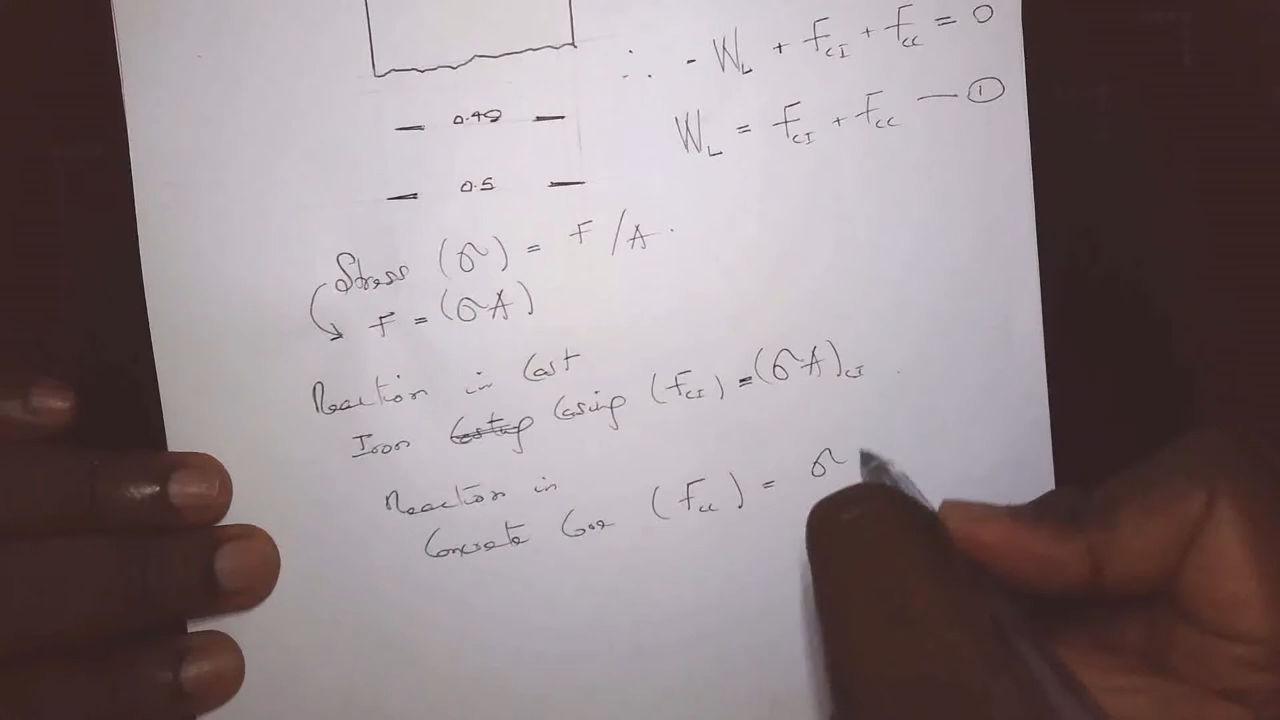 ∴ - W_L + F_CI + F_CC = 0
W_L = F_CI + F_CC — ①
— 0.49 —
— 0.5 —
Stress (σ) = F/A.
F = (σA)
Reaction in Cast
Iron Casing (F_CI) = (σA)_CI
Reaction in
Concrete Core (F_CC) = σ